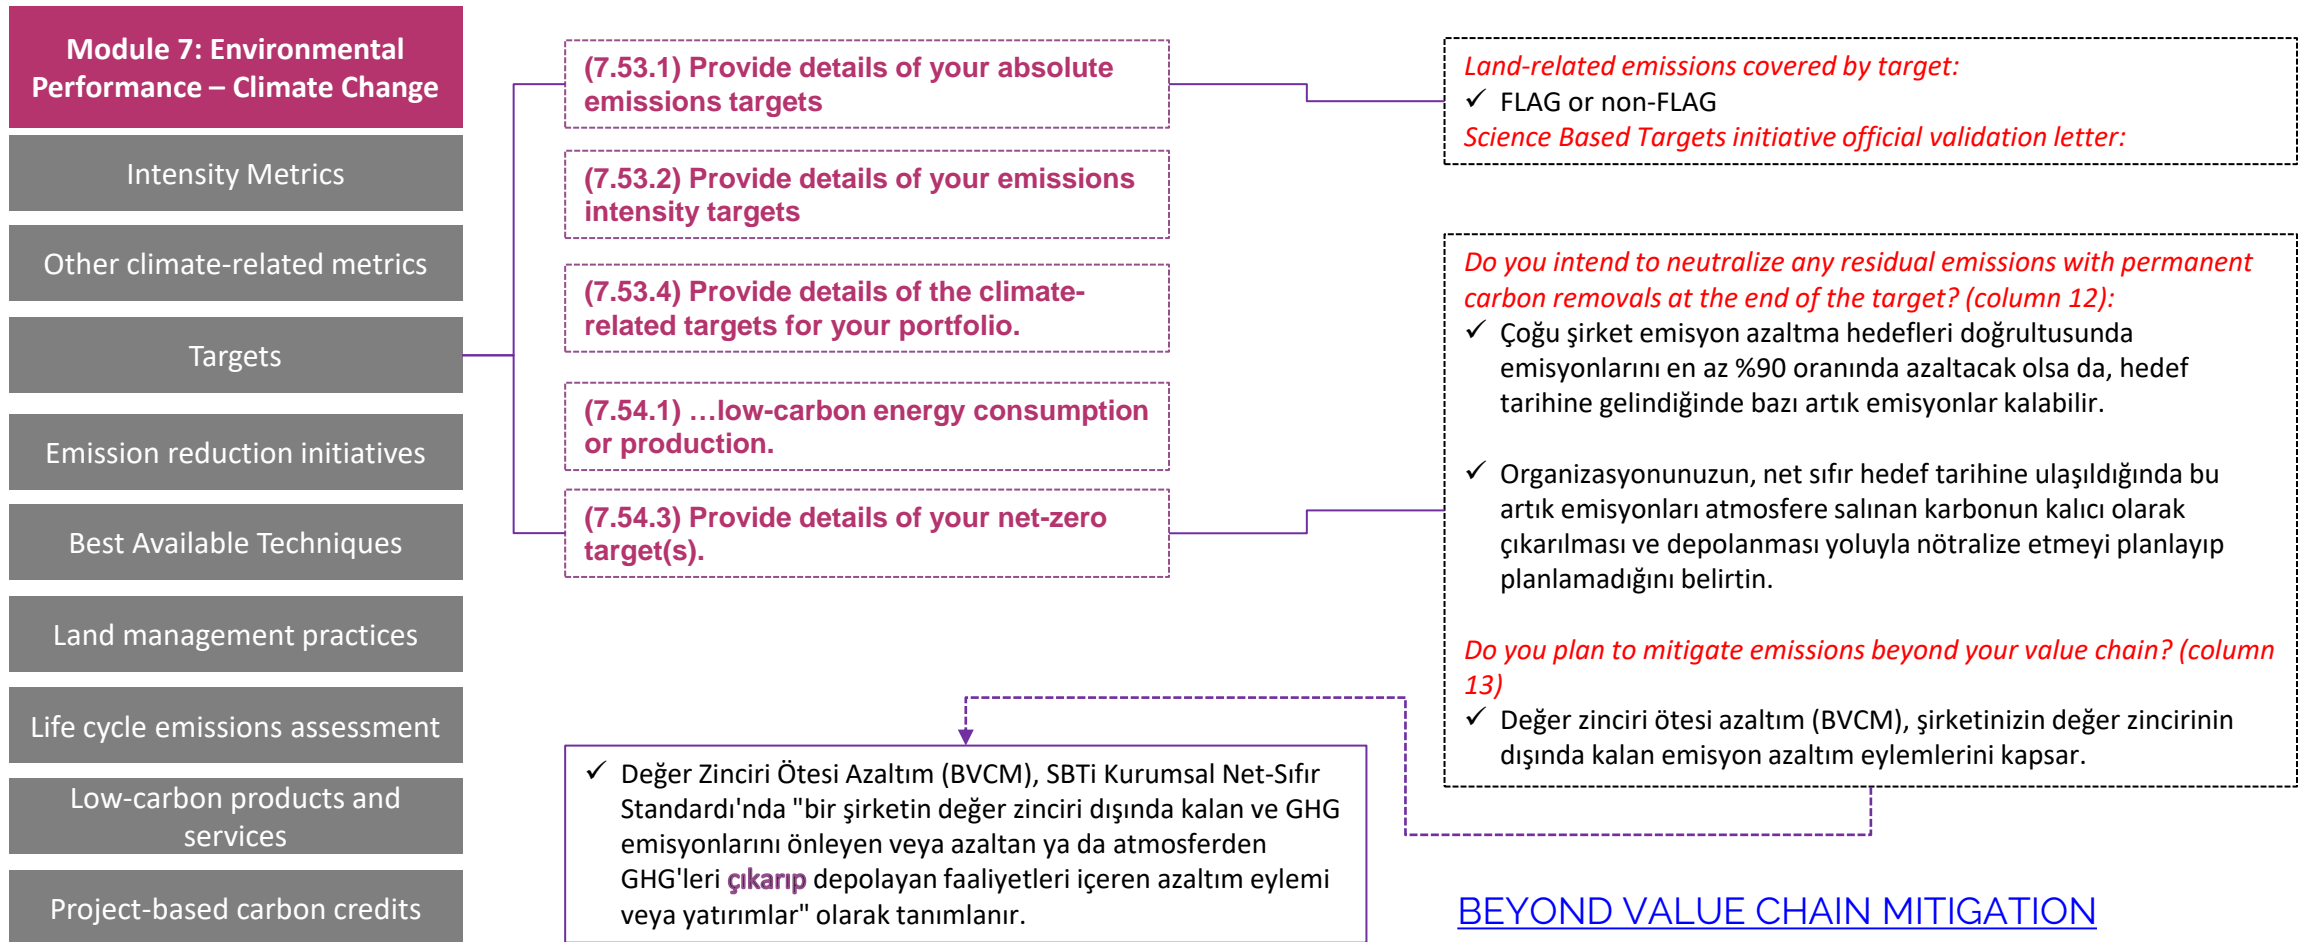 Module 7: Environmental
Performance – Climate Change
Intensity Metrics
Other climate-related metrics
Targets
Emission reduction initiatives
Best Available Techniques
Land management practices
Life cycle emissions assessment
Low-carbon products and
services
Project-based carbon credits
(7.53.1) Provide details of your absolute
emissions targets
(7.53.2) Provide details of your emissions
intensity targets
(7.53.4) Provide details of the climate-
related targets for your portfolio.
(7.54.1) …low-carbon energy consumption
or production.
(7.54.3) Provide details of your net-zero
target(s).
Land-related emissions covered by target:
✓ FLAG or non-FLAG
Science Based Targets initiative official validation letter:
Do you intend to neutralize any residual emissions with permanent
carbon removals at the end of the target? (column 12):
✓ Çoğu şirket emisyon azaltma hedefleri doğrultusunda
emisyonlarını en az %90 oranında azaltacak olsa da, hedef
tarihine gelindiğinde bazı artık emisyonlar kalabilir.
✓ Organizasyonunuzun, net sıfır hedef tarihine ulaşıldığında bu
artık emisyonları atmosfere salınan karbonun kalıcı olarak
çıkarılması ve depolanması yoluyla nötralize etmeyi planlayıp
planlamadığını belirtin.
Do you plan to mitigate emissions beyond your value chain? (column
13)
✓ Değer zinciri ötesi azaltım (BVCM), şirketinizin değer zincirinin
dışında kalan emisyon azaltım eylemlerini kapsar.
✓ Değer Zinciri Ötesi Azaltım (BVCM), SBTi Kurumsal Net-Sıfır
Standardı'nda "bir şirketin değer zinciri dışında kalan ve GHG
emisyonlarını önleyen veya azaltan ya da atmosferden
GHG'leri çıkarıp depolayan faaliyetleri içeren azaltım eylemi
veya yatırımlar" olarak tanımlanır.
BEYOND VALUE CHAIN MITIGATION